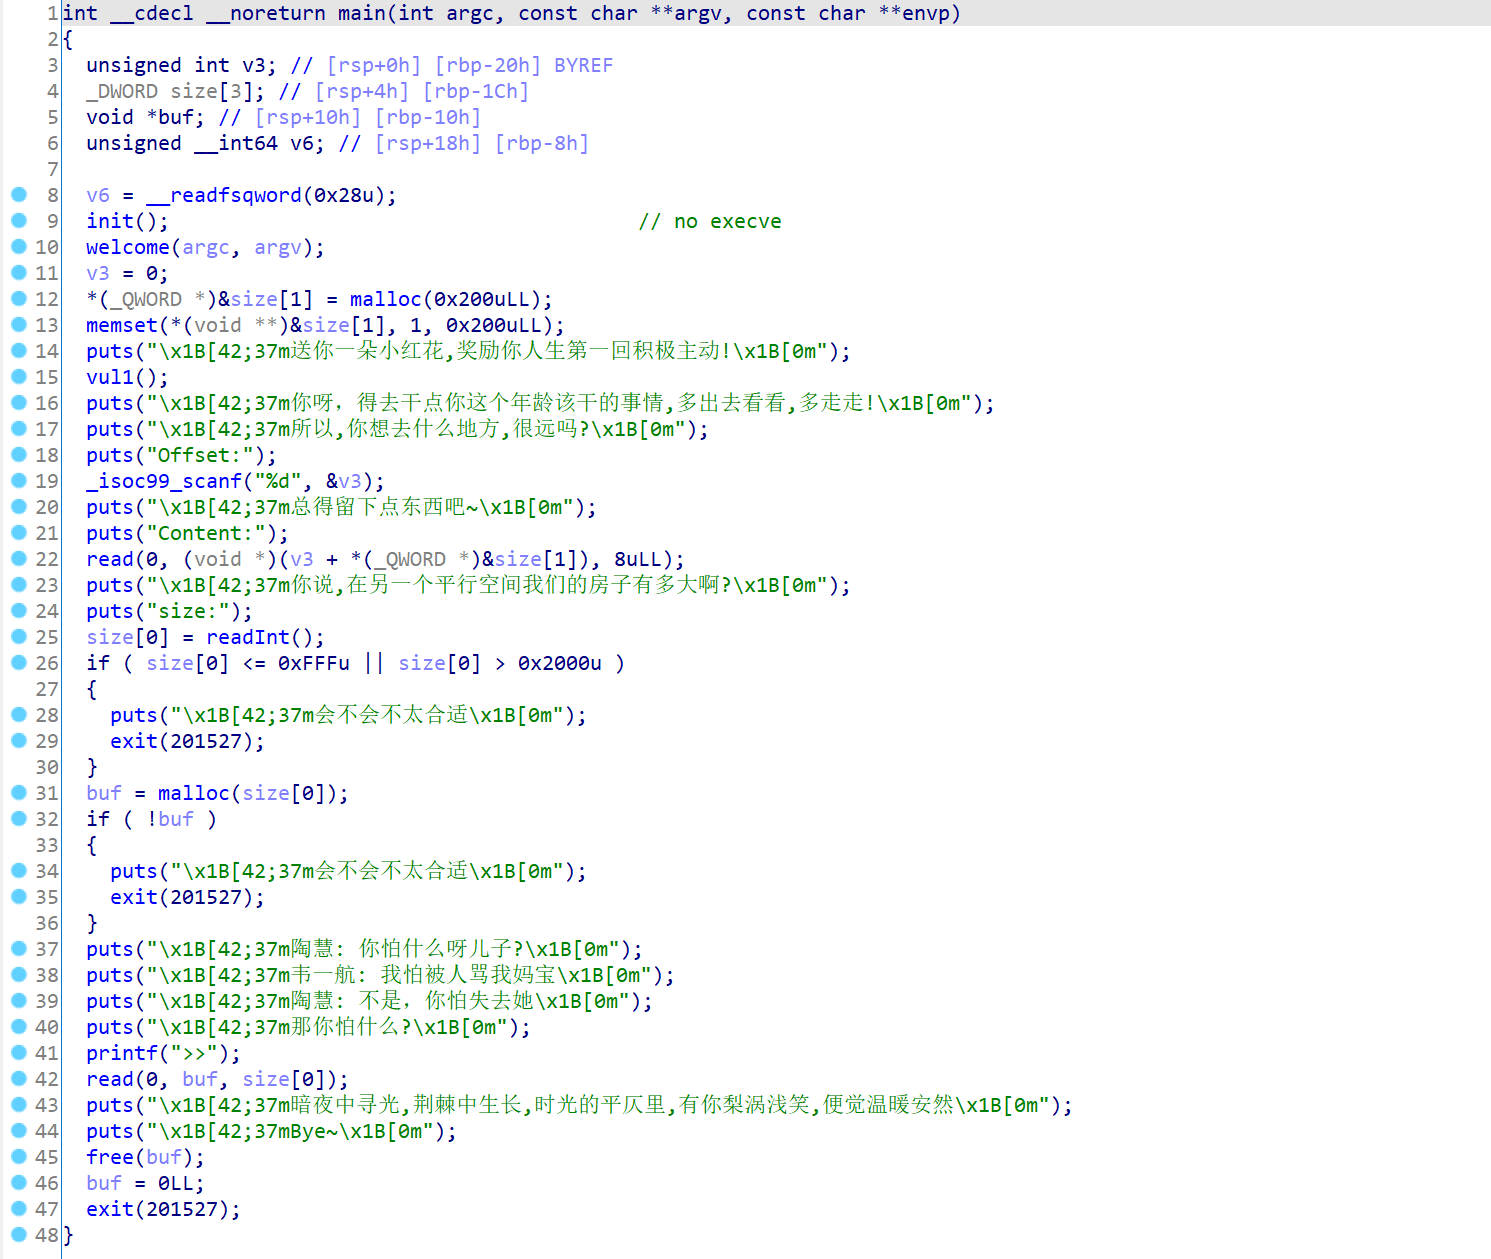 1 int __cdecl __noreturn main(int argc, const char **argv, const char **envp)
2 {
3   unsigned int v3; // [rsp+0h] [rbp-20h] BYREF
4   _DWORD size[3]; // [rsp+4h] [rbp-1Ch]
5   void *buf; // [rsp+10h] [rbp-10h]
6   unsigned __int64 v6; // [rsp+18h] [rbp-8h]
7
8   v6 = __readfsqword(0x28u);
9   init();                                       // no execve
10   welcome(argc, argv);
11   v3 = 0;
12   *(_QWORD *)&size[1] = malloc(0x200uLL);
13   memset(*(void **)&size[1], 1, 0x200uLL);
14   puts("\x1B[42;37m送你一朵小红花,奖励你人生第一回积极主动!\x1B[0m");
15   vul1();
16   puts("\x1B[42;37m你呀，得去干点你这个年龄该干的事情,多出去看看,多走走!\x1B[0m");
17   puts("\x1B[42;37m所以,你想去什么地方,很远吗?\x1B[0m");
18   puts("Offset:");
19   _isoc99_scanf("%d", &v3);
20   puts("\x1B[42;37m总得留下点东西吧~\x1B[0m");
21   puts("Content:");
22   read(0, (void *)(v3 + *(_QWORD *)&size[1]), 8uLL);
23   puts("\x1B[42;37m你说,在另一个平行空间我们的房子有多大啊?\x1B[0m");
24   puts("size:");
25   size[0] = readInt();
26   if ( size[0] <= 0xFFFu || size[0] > 0x2000u )
27   {
28     puts("\x1B[42;37m会不会不太合适\x1B[0m");
29     exit(201527);
30   }
31   buf = malloc(size[0]);
32   if ( !buf )
33   {
34     puts("\x1B[42;37m会不会不太合适\x1B[0m");
35     exit(201527);
36   }
37   puts("\x1B[42;37m陶慧: 你怕什么呀儿子?\x1B[0m");
38   puts("\x1B[42;37m韦一航: 我怕被人骂我妈宝\x1B[0m");
39   puts("\x1B[42;37m陶慧: 不是，你怕失去她\x1B[0m");
40   puts("\x1B[42;37m那你怕什么?\x1B[0m");
41   printf(">>");
42   read(0, buf, size[0]);
43   puts("\x1B[42;37m暗夜中寻光,荆棘中生长,时光的平仄里,有你梨涡浅笑,便觉温暖安然\x1B[0m");
44   puts("\x1B[42;37mBye~\x1B[0m");
45   free(buf);
46   buf = 0LL;
47   exit(201527);
48 }